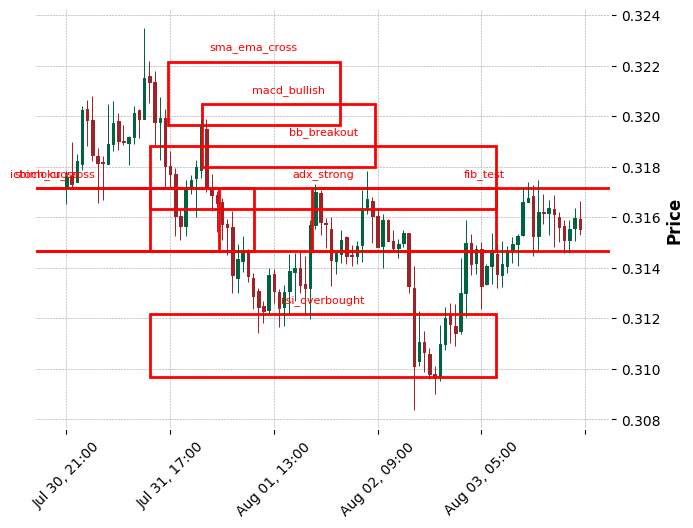 0.324
sma_ema_cross
0.322
macd_bullish
0.320
bb_breakout
0.318
adx_strong
fib_test
Price
0.316
0.314
rsi_overbought
0.312
0.310
0.308
Jul 30, 21:00
Jul 31, 17:00
Aug 01, 13:00
Aug 02, 09:00
Aug 03, 05:00